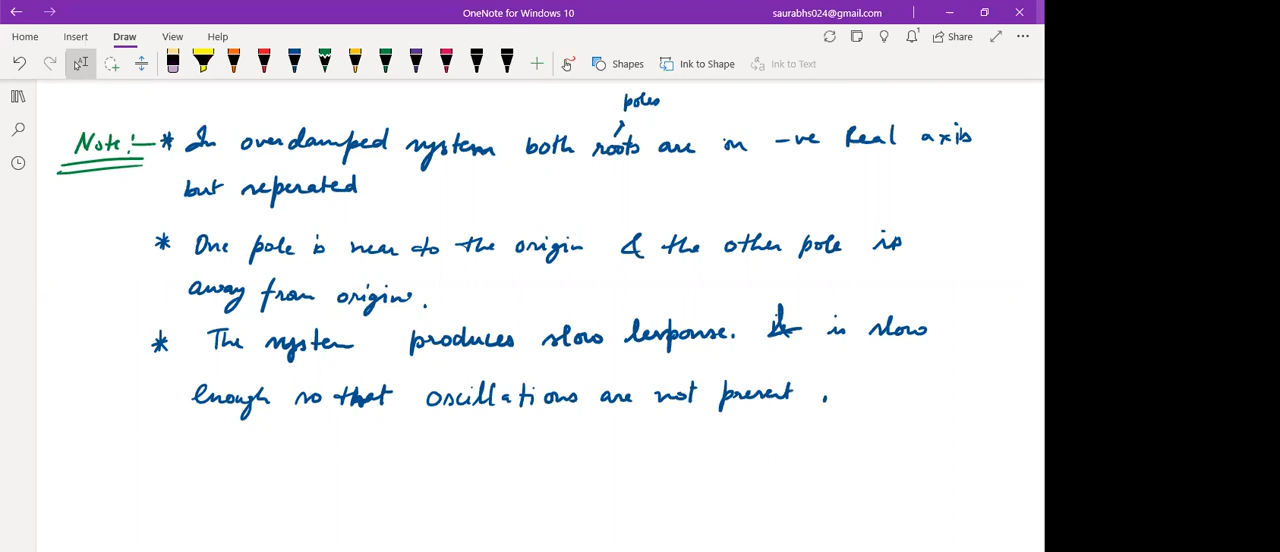 OneNote for Windows 10
saurabhs024@gmail.com
Home Insert Draw View Help
Share
Shapes
Ink to Shape
Ink to Text
poles
Note:- * In overdamped system both roots are in -ve Real axis
but seperated
* One pole is near to the origin & the other pole is
away from origin.
* The system produces slow response. It is slow
enough so that oscillations are not present.